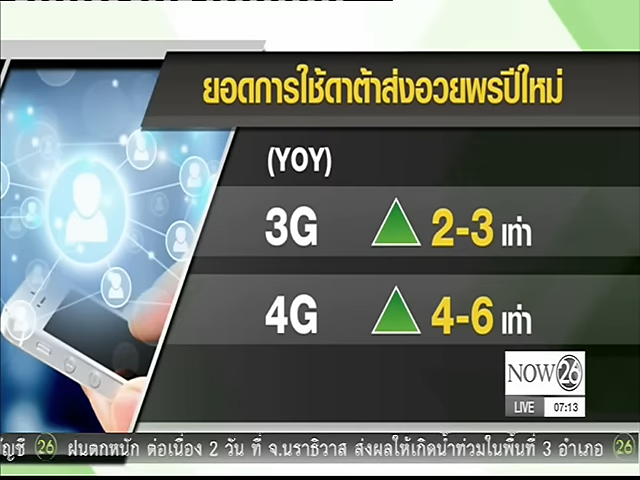 ยอดการใช้ดาต้าส่งอวยพรปีใหม่
(YOY)
3G 2-3 เท่า
4G 4-6 เท่า
NOW 26
LIVE 07:13
26 ฝนตกหนัก ต่อเนื่อง 2 วัน ที่ จ.นราธิวาส ส่งผลให้เกิดน้ำท่วมในพื้นที่ 3 อำเภอ 26